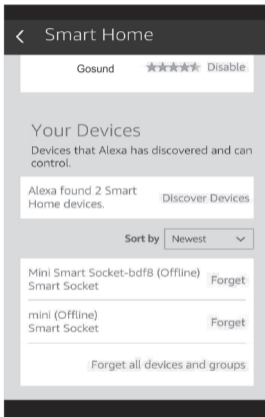 Smart Home
Gosund Disable
Your Devices
Devices that Alexa has discovered and can
control.
Alexa found 2 Smart
Home devices.
Discover Devices
Sort by Newest
Mini Smart Socket-bdf8 (Offline)
Smart Socket
Forget
mini (Offline)
Smart Socket
Forget
Forget all devices and groups